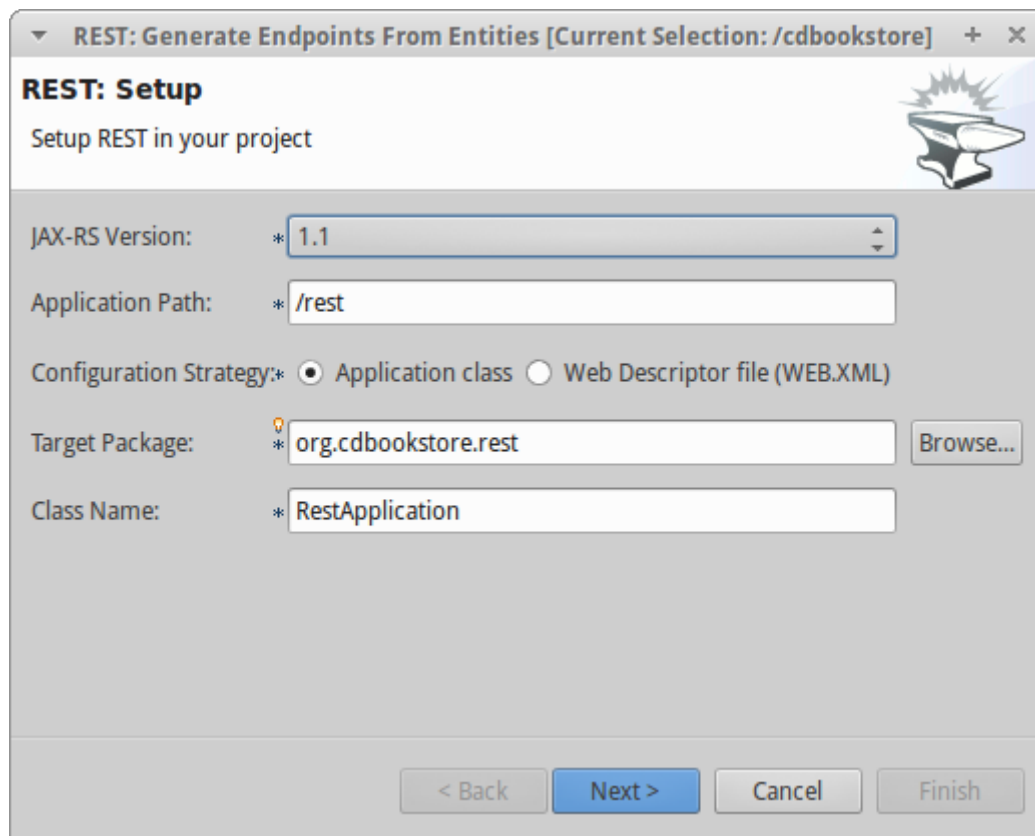 REST: Generate Endpoints From Entities [Current Selection: /cdbookstore]
REST: Setup
Setup REST in your project
JAX-RS Version: * 1.1
Application Path: * /rest
Configuration Strategy:* Application class Web Descriptor file (WEB.XML)
Target Package: * org.cdbookstore.rest Browse...
Class Name: * RestApplication
< Back Next > Cancel Finish